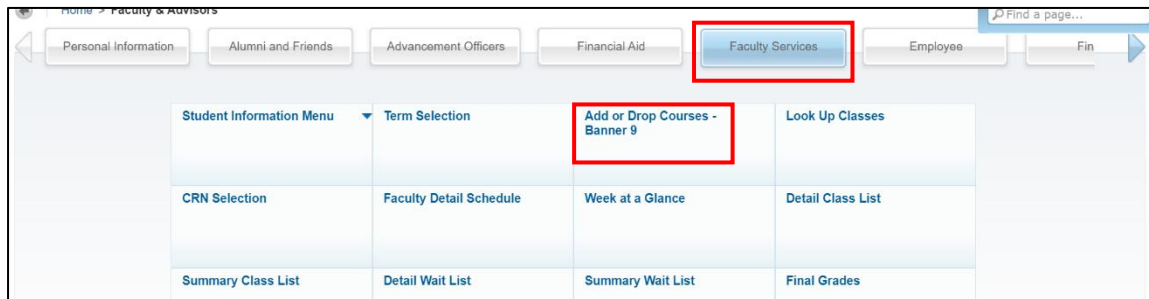 Home > Faculty & Advisors
Find a page...
Personal Information
Alumni and Friends
Advancement Officers
Financial Aid
Faculty Services
Employee
Fin
Student Information Menu
Term Selection
Add or Drop Courses -
Banner 9
Look Up Classes
CRN Selection
Faculty Detail Schedule
Week at a Glance
Detail Class List
Summary Class List
Detail Wait List
Summary Wait List
Final Grades